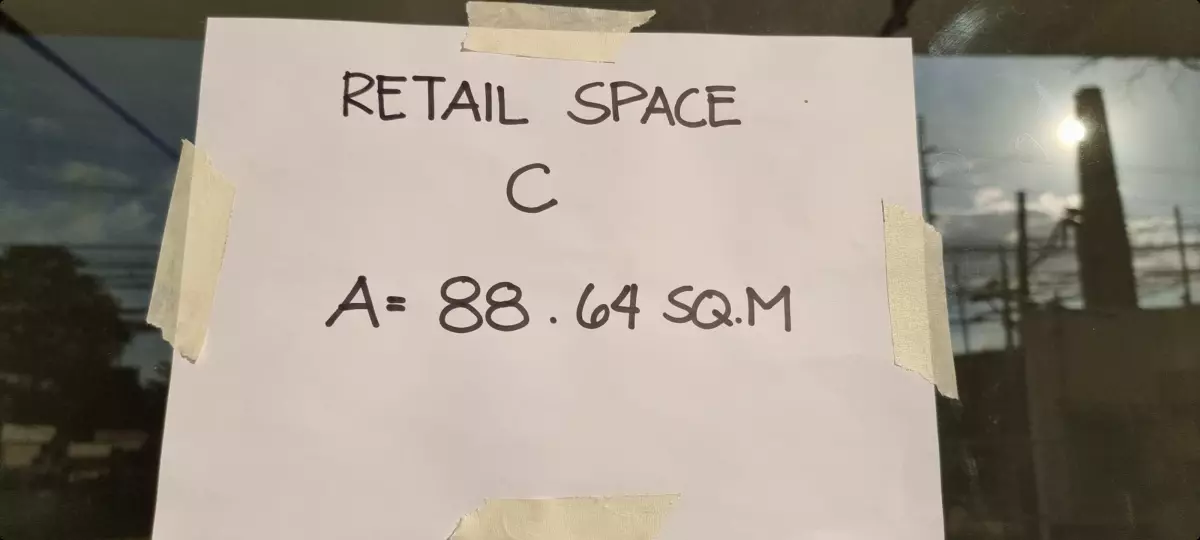 RETAIL SPACE
C
A= 88.64 SQ.M